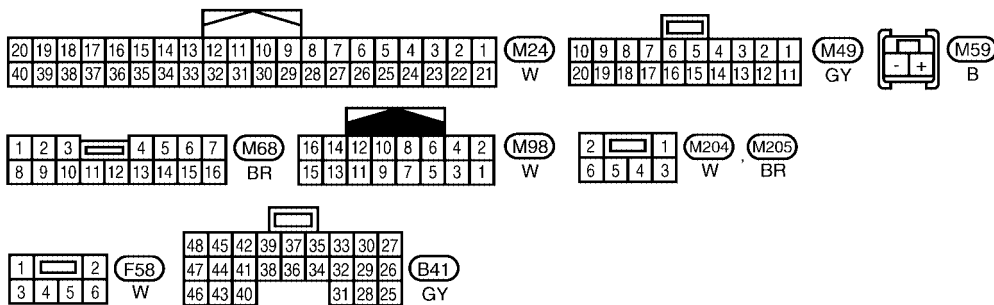 20 19 18 17 16 15 14 13 12 11 10 9 8 7 6 5 4 3 2 1 M24
40 39 38 37 36 35 34 33 32 31 30 29 28 27 26 25 24 23 22 21 W
10 9 8 7 6 5 4 3 2 1 M49
20 19 18 17 16 15 14 13 12 11 GY
- + M59
B
1 2 3 4 5 6 7 M68
8 9 10 11 12 13 14 15 16 BR
16 14 12 10 8 6 4 2 M98
15 13 11 9 7 5 3 1 W
2 1 M204 , M205
6 5 4 3 W BR
1 2 F58
3 4 5 6 W
48 45 42 39 37 35 33 30 27
47 44 41 38 36 34 32 29 26 B41
46 43 40 31 28 25 GY